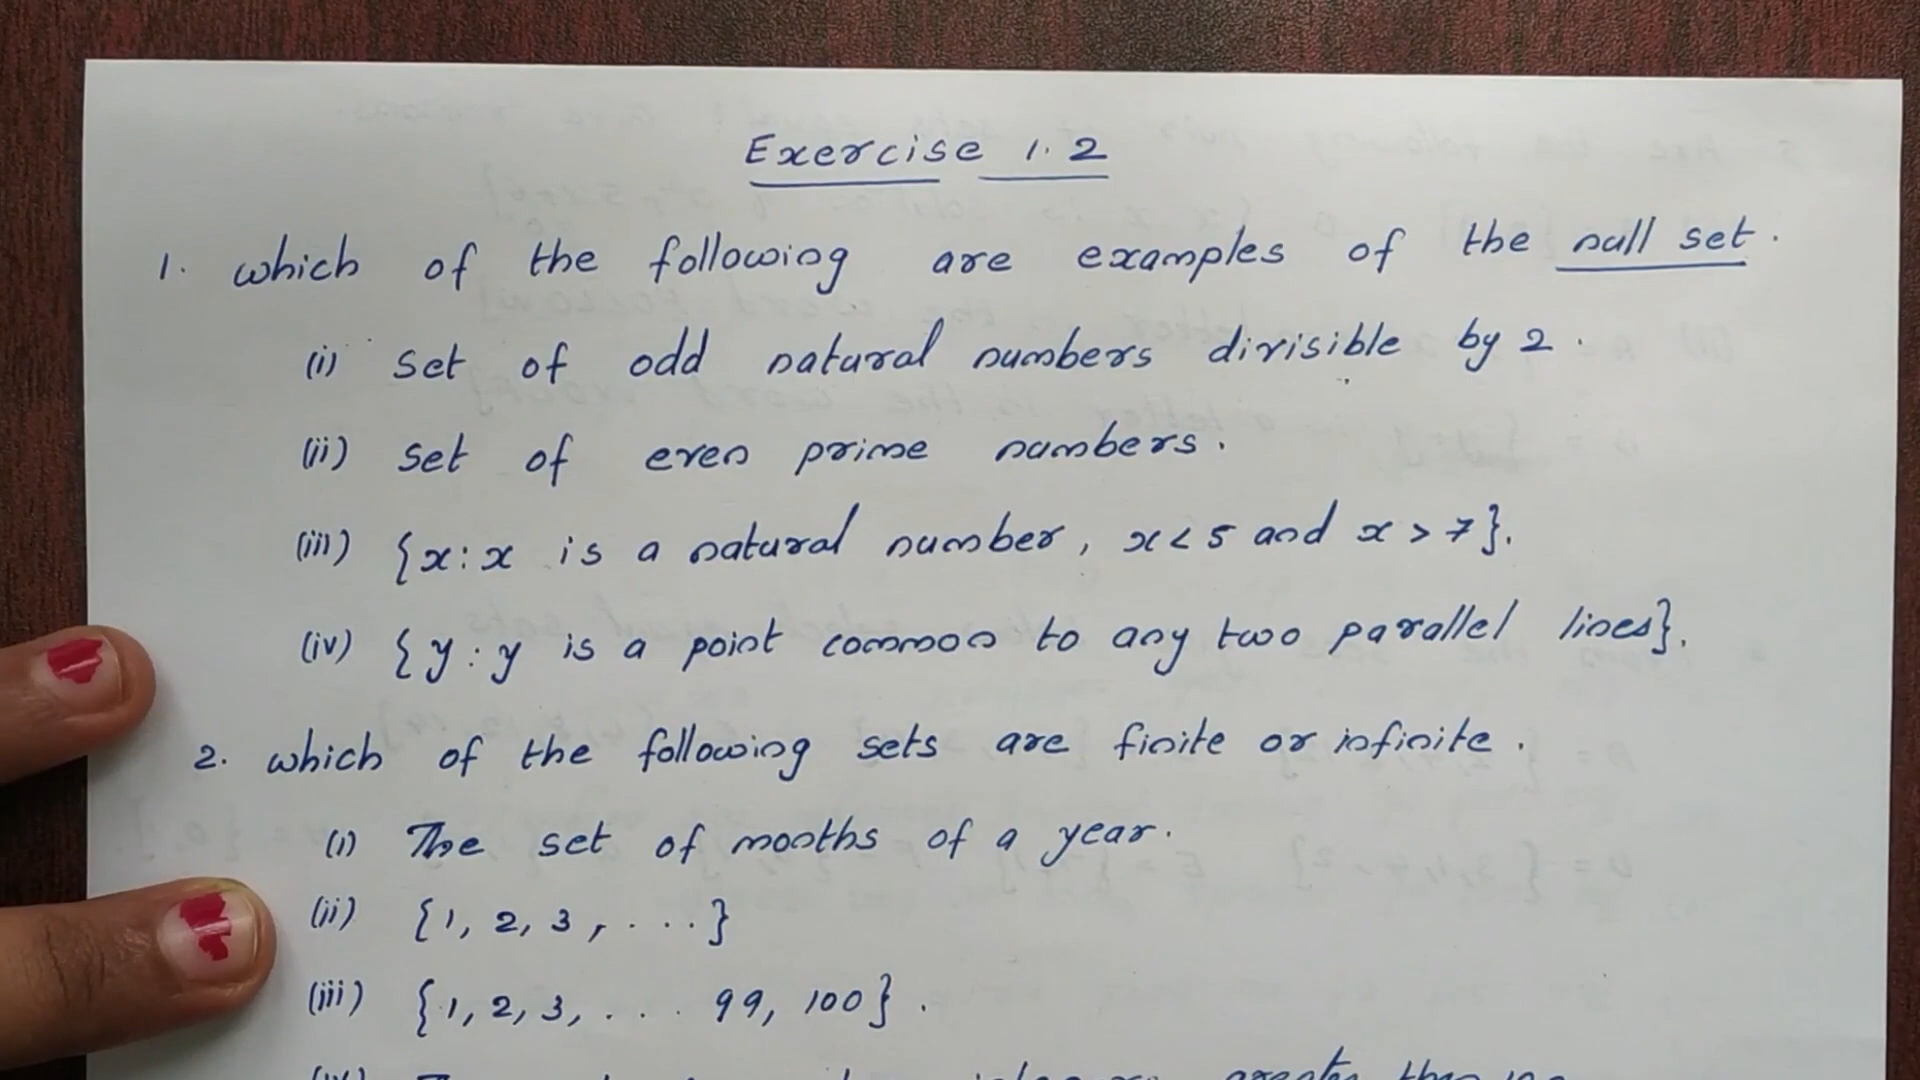 Exercise 1.2
1. which of the following are examples of the null set.
(i) set of odd natural numbers divisible by 2.
(ii) set of even prime numbers.
(iii) {x:x is a natural number, x<5 and x>7}.
(iv) {y:y is a point common to any two parallel lines}.
2. which of the following sets are finite or infinite.
(i) The set of months of a year.
(ii) {1, 2, 3, ....}
(iii) {1, 2, 3, .... 99, 100}.